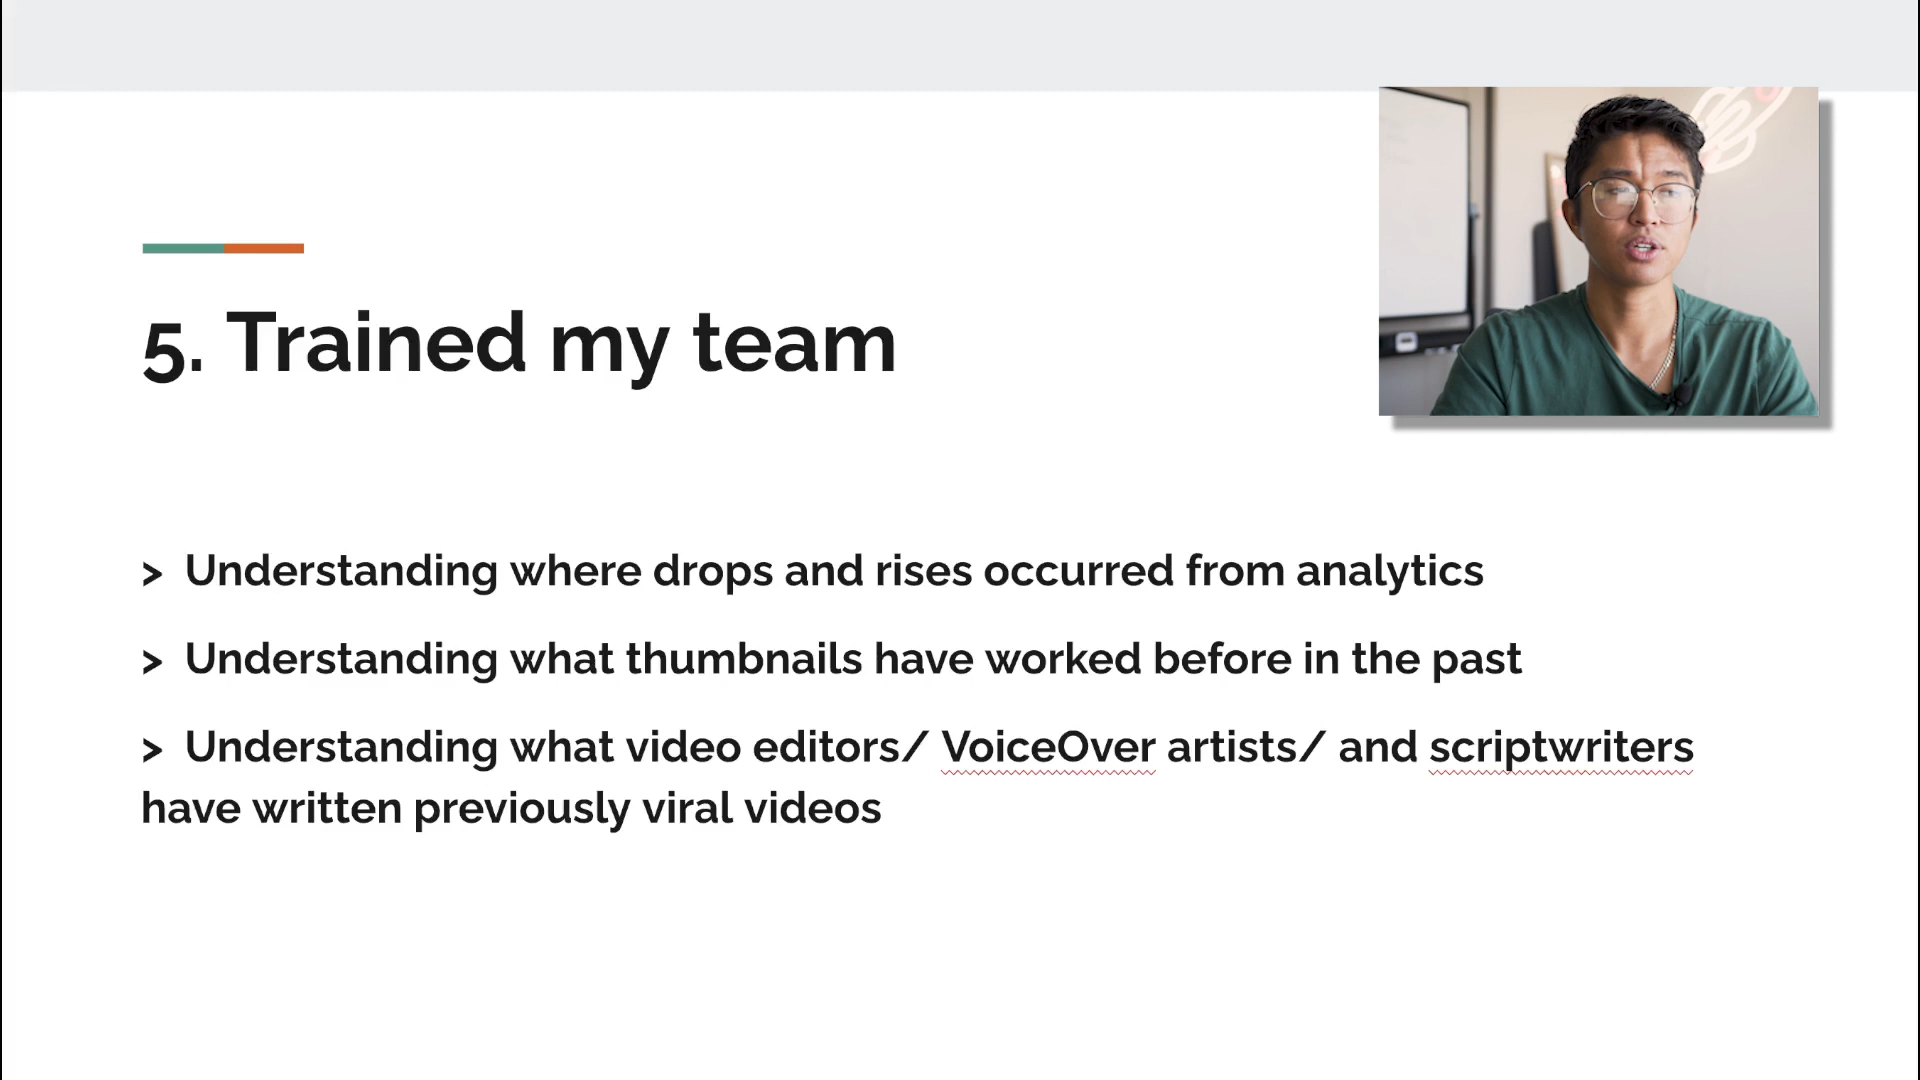 5. Trained my team
> Understanding where drops and rises occurred from analytics
> Understanding what thumbnails have worked before in the past
> Understanding what video editors/ VoiceOver artists/ and scriptwriters
have written previously viral videos